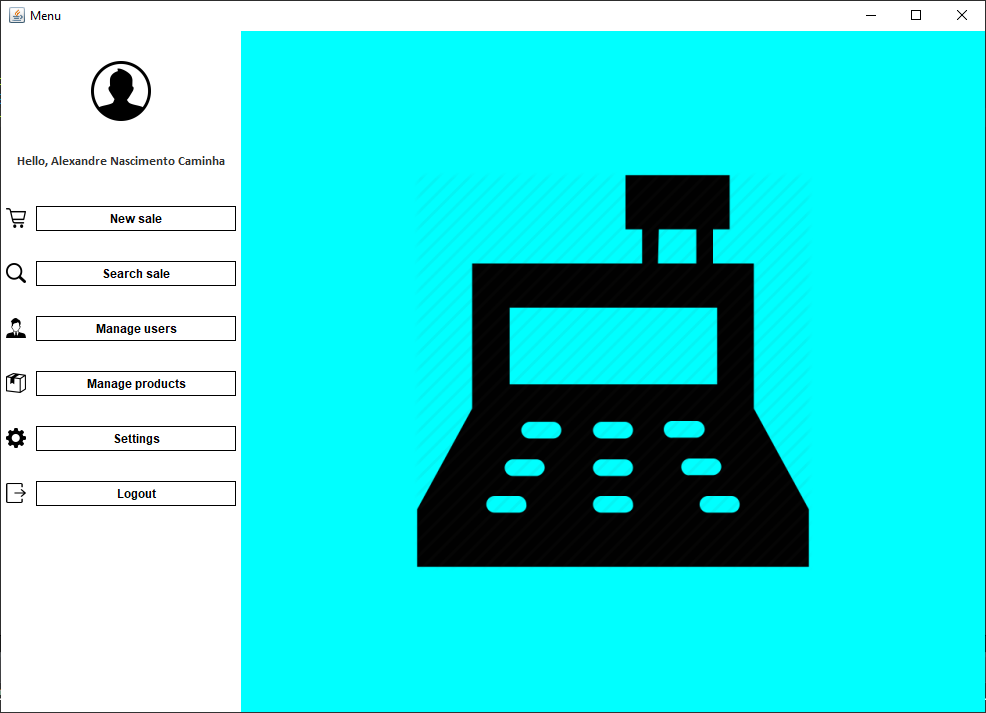 Menu
Hello, Alexandre Nascimento Caminha
New sale
Search sale
Manage users
Manage products
Settings
Logout